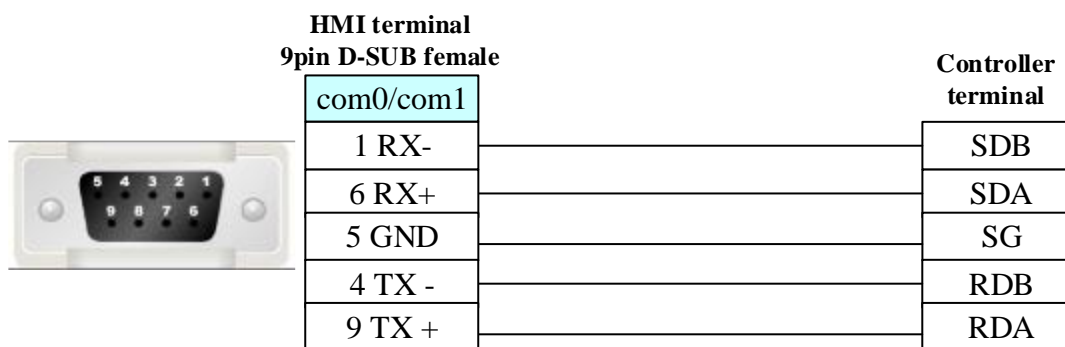 HMI terminal
9pin D-SUB female
Controller
terminal
com0/com1
1 RX-
SDB
6 RX+
SDA
5 GND
SG
4 TX -
RDB
9 TX +
RDA
5 4 3 2 1
9 8 7 6